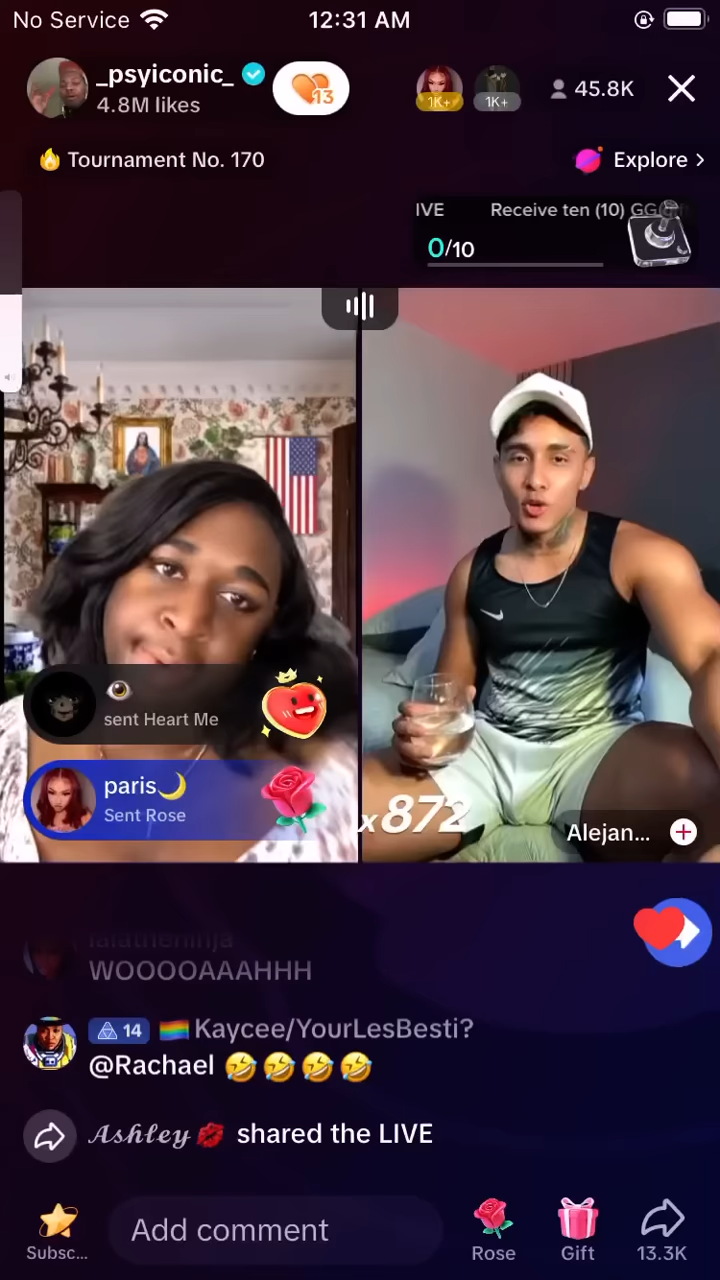 No Service
12:31 AM
_psyiconic_
4.8M likes
13
1K+
1K+
45.8K
🔥 Tournament No. 170
Explore >
IVE
Receive ten (10) GG
0/10
👁
sent Heart Me
paris🌙
Sent Rose
x872
Alejan...
lalatheninja
WOOOOAAAHHH
14 🏳️‍🌈Kaycee/YourLesBesti?
@Rachael 🤣🤣🤣🤣
𝓐𝓼𝓱𝓵𝓮𝔂💋 shared the LIVE
Subsc...
Add comment
Rose
Gift
13.3K